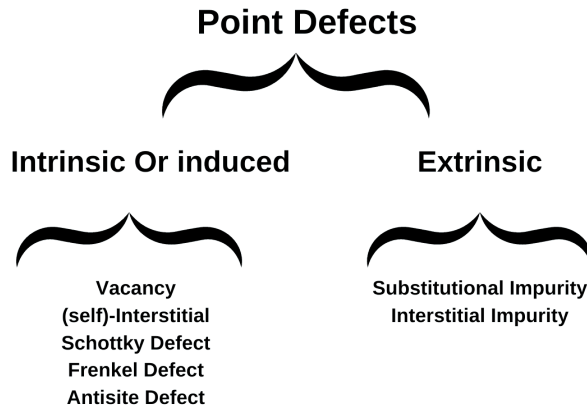 Point Defects
Intrinsic Or induced
Extrinsic
Vacancy
(self)-Interstitial
Schottky Defect
Frenkel Defect
Antisite Defect
Substitutional Impurity
Interstitial Impurity